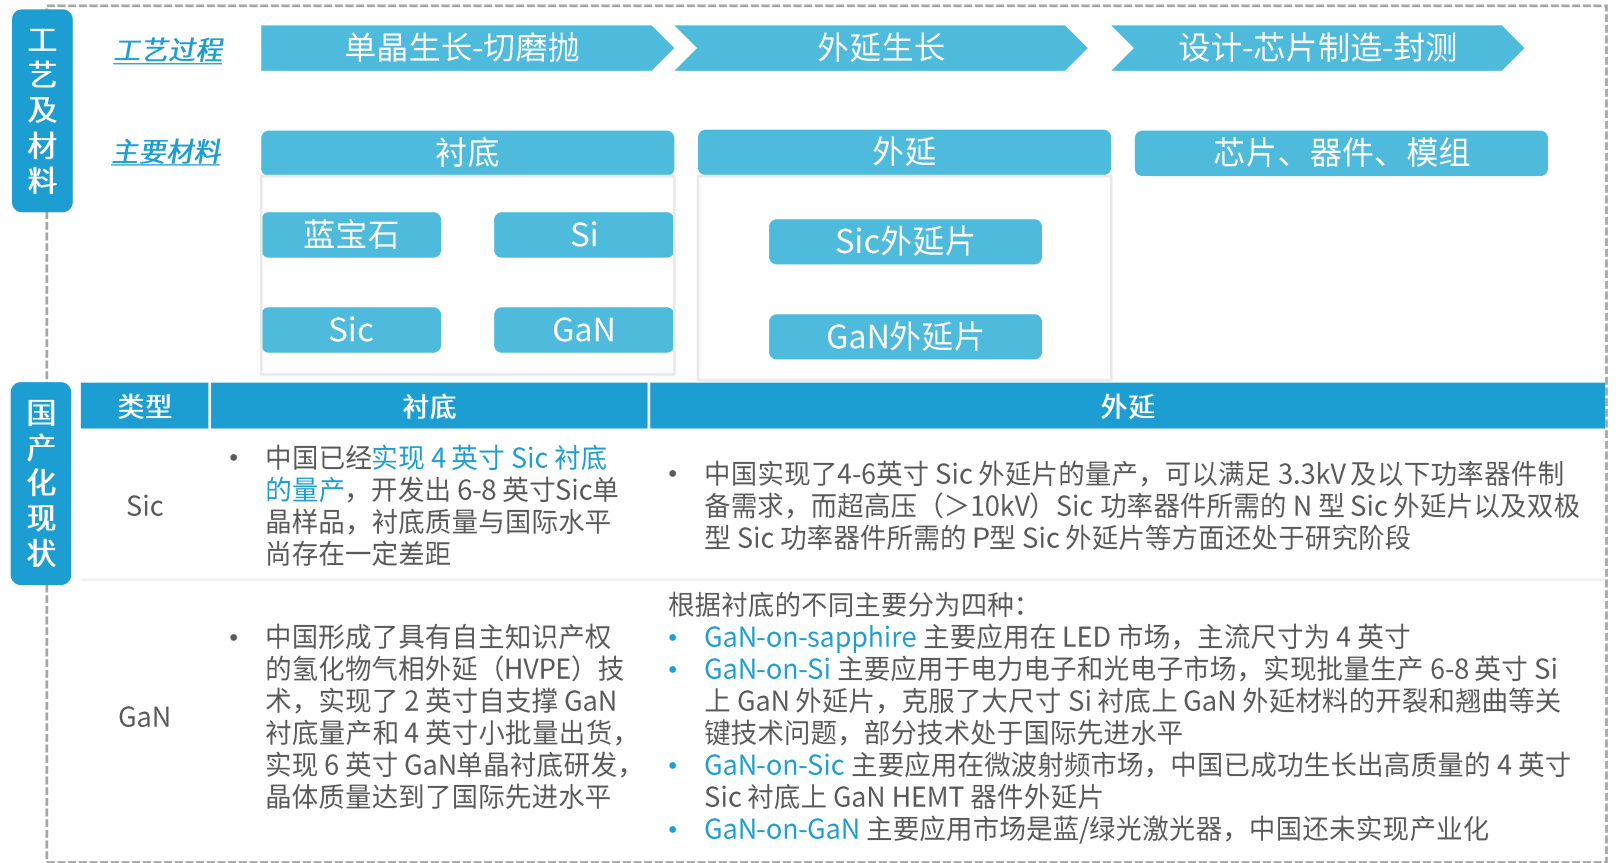 工艺及材料
工艺过程
单晶生长-切磨抛
外延生长
设计-芯片制造-封测
主要材料
衬底
外延
芯片、器件、模组
蓝宝石
Si
Sic外延片
Sic
GaN
GaN外延片
国产化现状
类型
衬底
外延
Sic
• 中国已经实现 4 英寸 Sic 衬底
的量产，开发出 6-8 英寸Sic单
晶样品，衬底质量与国际水平
尚存在一定差距
• 中国实现了4-6英寸 Sic 外延片的量产，可以满足 3.3kV 及以下功率器件制
备需求，而超高压（＞10kV）Sic 功率器件所需的 N 型 Sic 外延片以及双极
型 Sic 功率器件所需的 P型 Sic 外延片等方面还处于研究阶段
GaN
• 中国形成了具有自主知识产权
的氢化物气相外延（HVPE）技
术，实现了 2 英寸自支撑 GaN
衬底量产和 4 英寸小批量出货，
实现 6 英寸 GaN单晶衬底研发，
晶体质量达到了国际先进水平
根据衬底的不同主要分为四种：
• GaN-on-sapphire 主要应用在 LED 市场，主流尺寸为 4 英寸
• GaN-on-Si 主要应用于电力电子和光电子市场，实现批量生产 6-8 英寸 Si
上 GaN 外延片，克服了大尺寸 Si 衬底上 GaN 外延材料的开裂和翘曲等关
键技术问题，部分技术处于国际先进水平
• GaN-on-Sic 主要应用在微波射频市场，中国已成功生长出高质量的 4 英寸
Sic 衬底上 GaN HEMT 器件外延片
• GaN-on-GaN 主要应用市场是蓝/绿光激光器，中国还未实现产业化